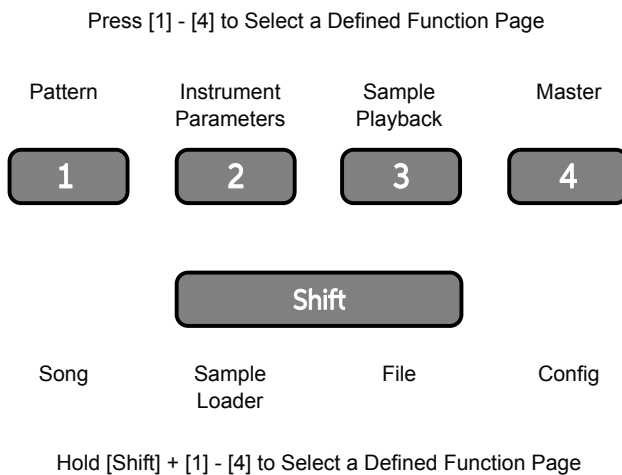 Press [1] - [4] to Select a Defined Function Page
Pattern
Instrument
Parameters
Sample
Playback
Master
1
2
3
4
Shift
Song
Sample
Loader
File
Config
Hold [Shift] + [1] - [4] to Select a Defined Function Page